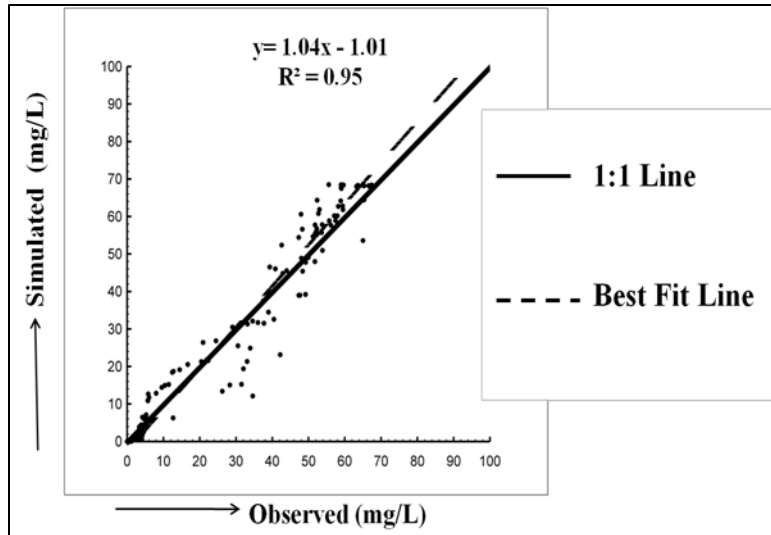 y= 1.04x - 1.01
R² = 0.95
100
90
80
70
60
50
40
30
20
10
0
Simulated (mg/L)
0 10 20 30 40 50 60 70 80 90 100
Observed (mg/L)
1:1 Line
Best Fit Line